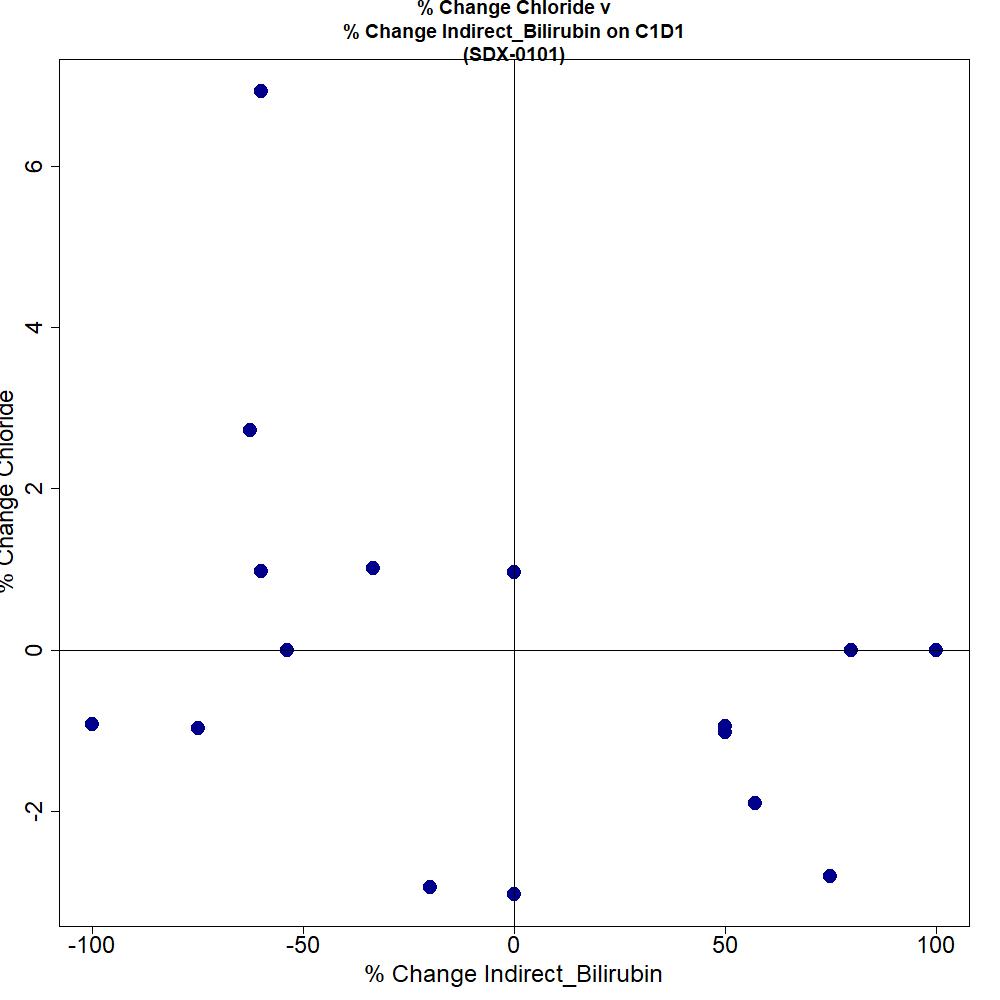 % Change Chloride v
% Change Indirect_Bilirubin on C1D1
(SDX-0101)
% Change Chloride
6
4
2
0
-2
-100
-50
0
50
100
% Change Indirect_Bilirubin